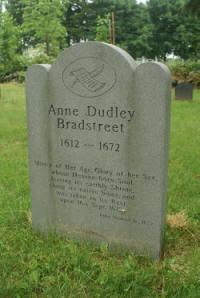 Anne Dudley
Bradstreet
1612 — 1672
Mirror of Her Age, Glory of Her Sex,
whose Heaven-born-Soul
leaving its earthly Shrine,
chose its native home, and
was taken to its Rest
upon 16th Sept. 1672